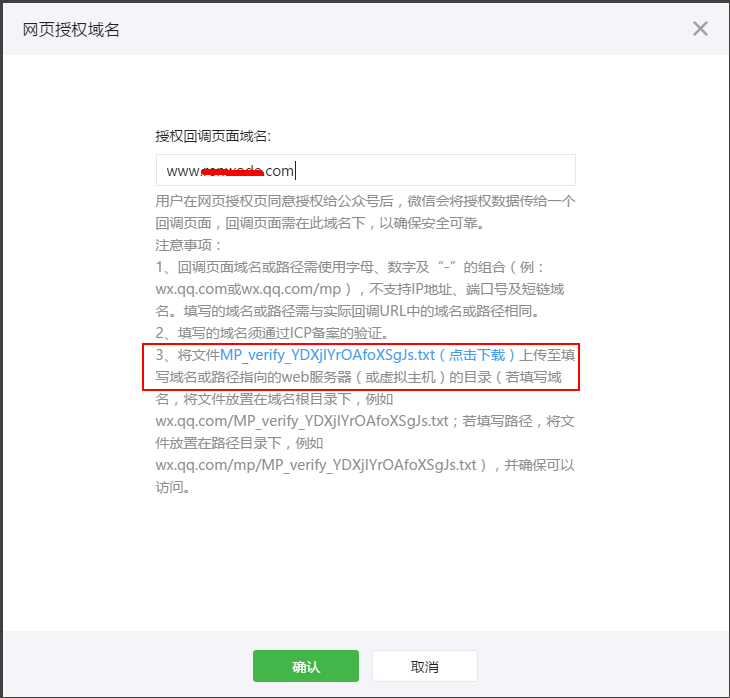 网页授权域名
授权回调页面域名:
www. .com
用户在网页授权页同意授权给公众号后，微信会将授权数据传给一个
回调页面，回调页面需在此域名下，以确保安全可靠。
注意事项：
1、回调页面域名或路径需使用字母、数字及“-”的组合（例：
wx.qq.com或wx.qq.com/mp），不支持IP地址、端口号及短链域
名。填写的域名或路径需与实际回调URL中的域名或路径相同。
2、填写的域名须通过ICP备案的验证。
3、将文件MP_verify_YDXjIYrOAfoXSgJs.txt（点击下载）上传至填
写域名或路径指向的web服务器（或虚拟主机）的目录（若填写域
名，将文件放置在域名根目录下，例如
wx.qq.com/MP_verify_YDXjIYrOAfoXSgJs.txt；若填写路径，将文
件放置在路径目录下，例如
wx.qq.com/mp/MP_verify_YDXjIYrOAfoXSgJs.txt），并确保可以
访问。
确认
取消